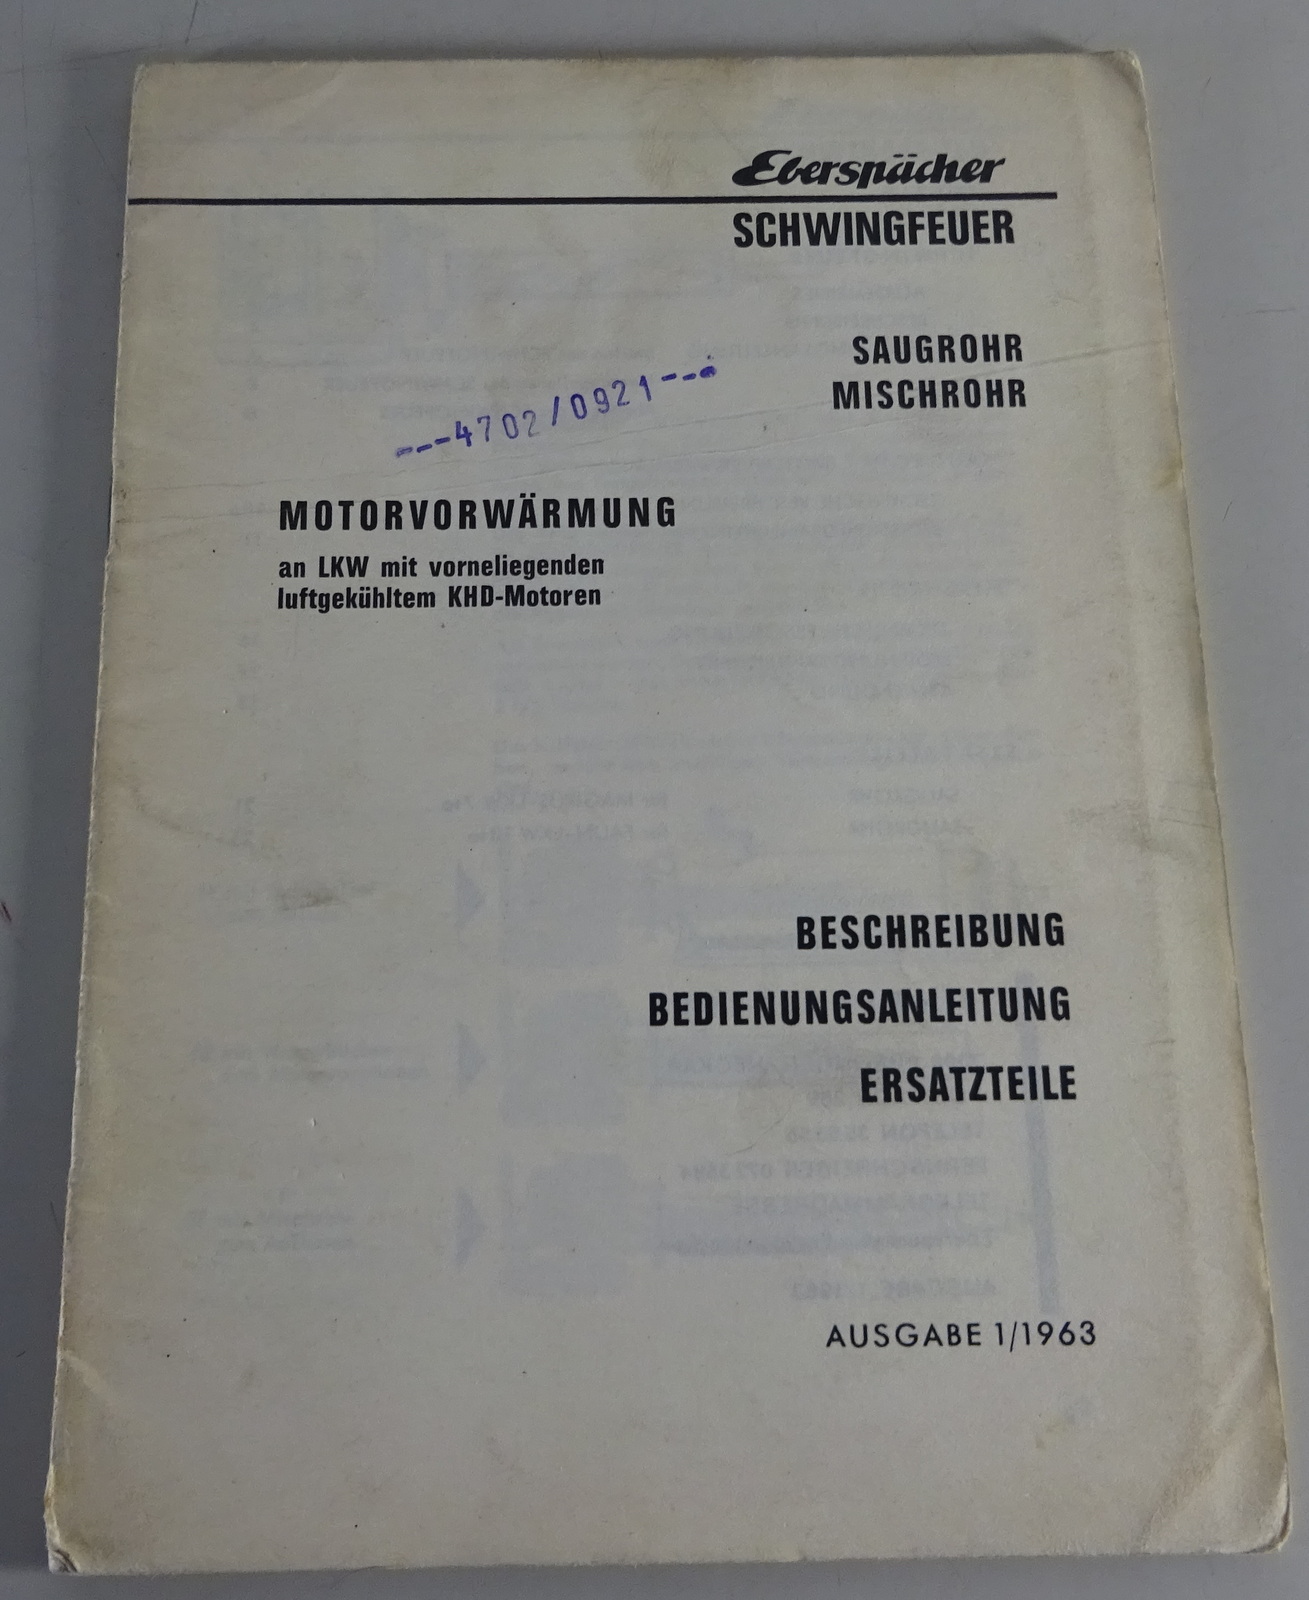 Eberspächer
SCHWINGFEUER
SAUGROHR
MISCHROHR
---4702/0921---
MOTORVORWÄRMUNG
an LKW mit vorneliegenden
luftgekühltem KHD-Motoren
BESCHREIBUNG
BEDIENUNGSANLEITUNG
ERSATZTEILE
AUSGABE 1/1963